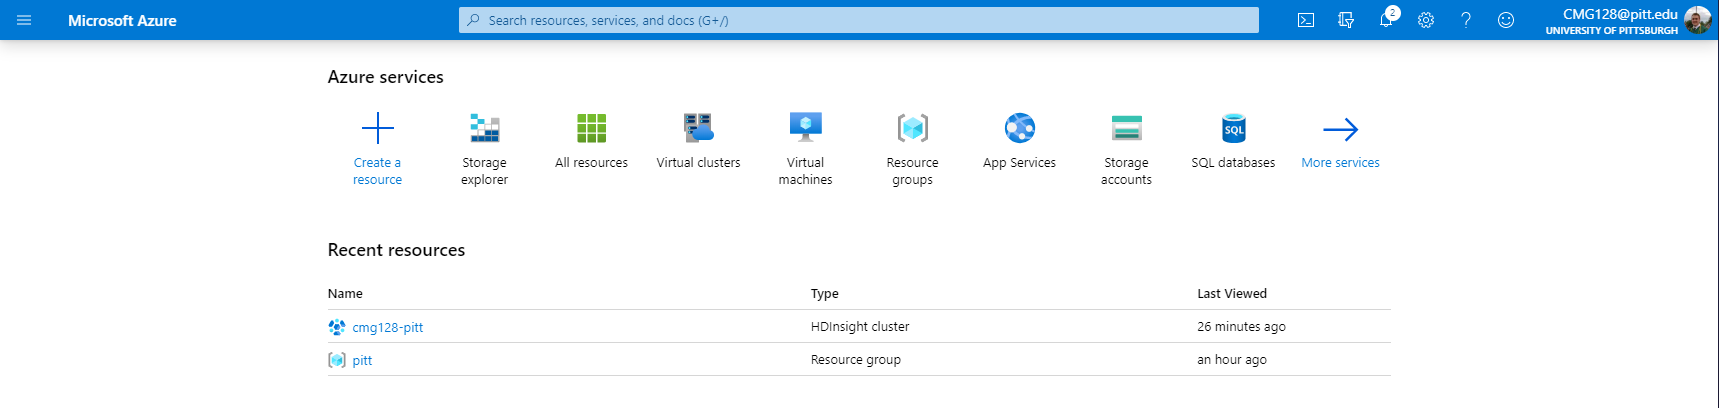 Microsoft Azure
Search resources, services, and docs (G+/)
2
CMG128@pitt.edu
UNIVERSITY OF PITTSBURGH
Azure services
Create a
resource
Storage
explorer
All resources
Virtual clusters
Virtual
machines
Resource
groups
App Services
Storage
accounts
SQL
SQL databases
More services
Recent resources
Name Type Last Viewed
cmg128-pitt HDInsight cluster 26 minutes ago
pitt Resource group an hour ago